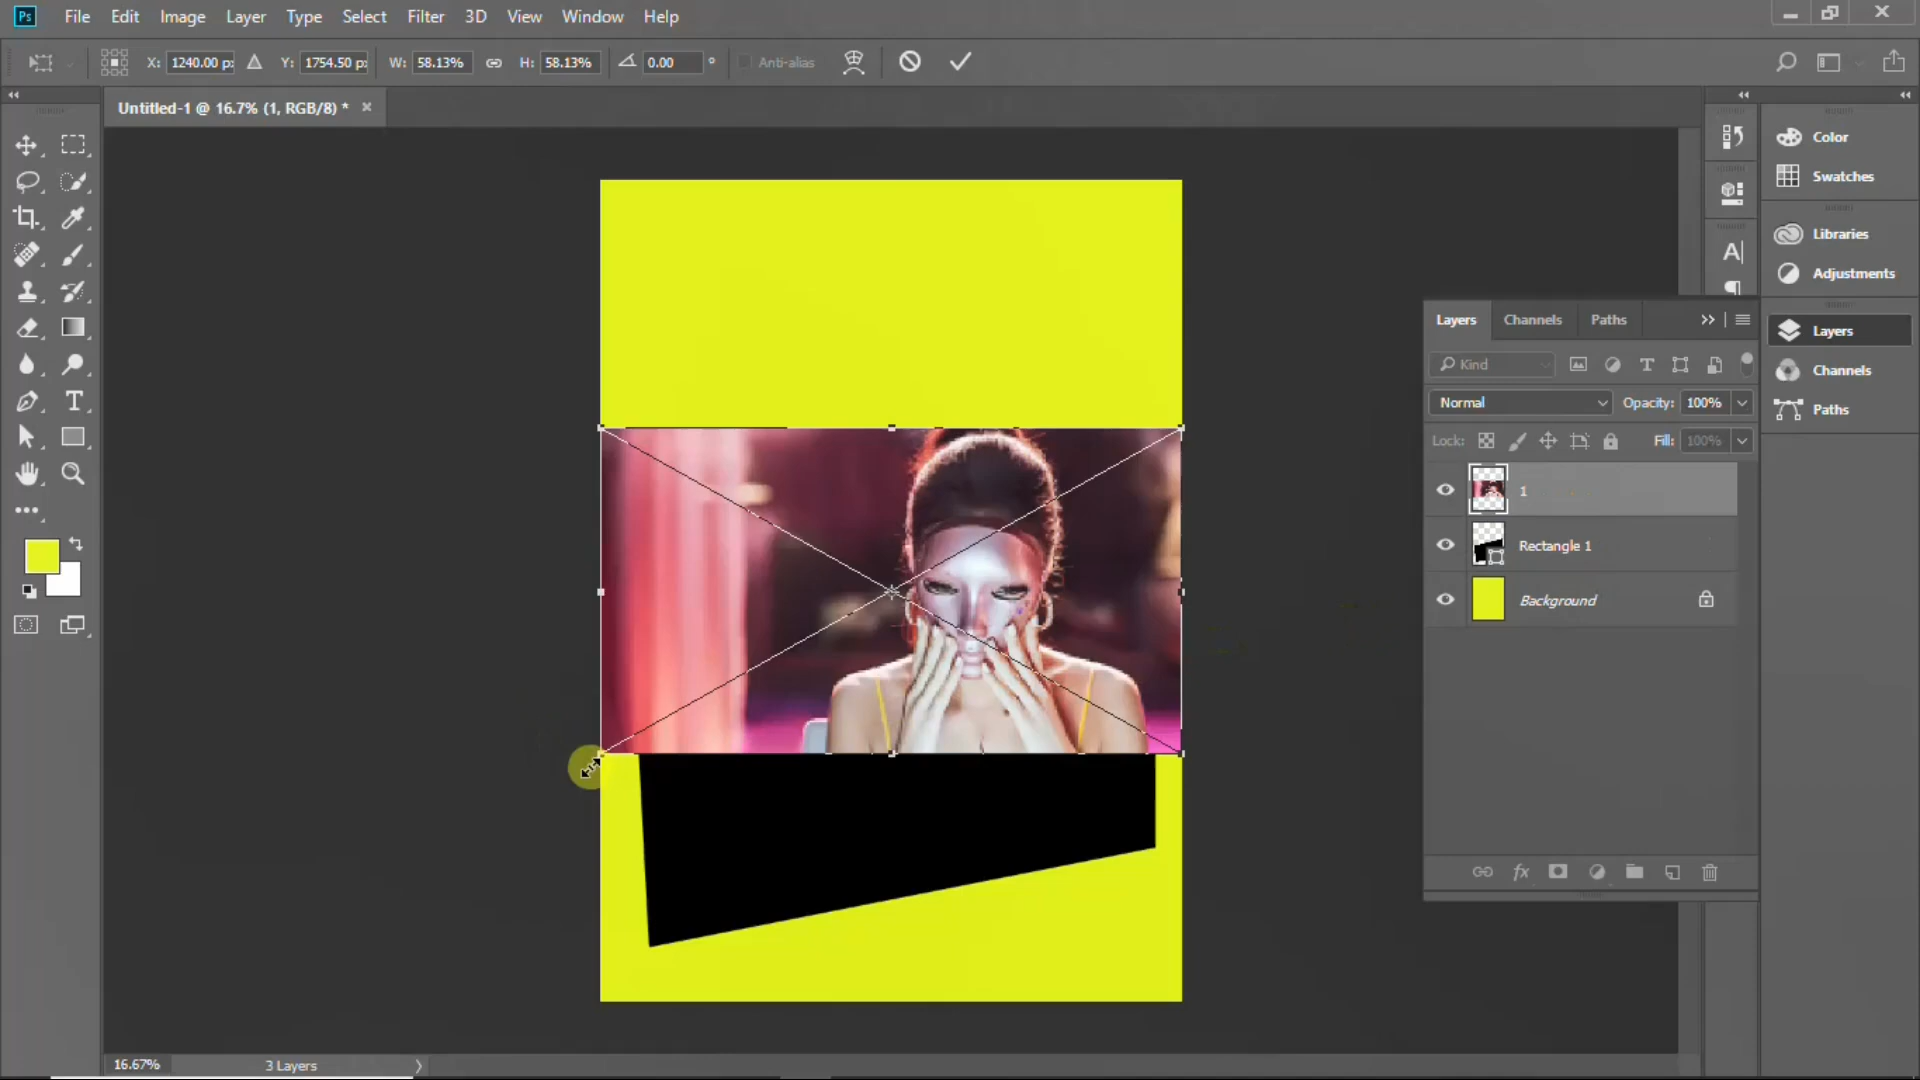 Ps File Edit Image Layer Type Select Filter 3D View Window Help
X: 1240.00 px Y: 1754.50 px W: 58.13% H: 58.13% 0.00 ° Anti-alias
Untitled-1 @ 16.7% (1, RGB/8) * ×
Color
Swatches
Libraries
Adjustments
Layers
Channels
Paths
Layers Channels Paths
Kind
Normal Opacity: 100%
Lock: Fill: 100%
1
Rectangle 1
Background
16.67% 3 Layers